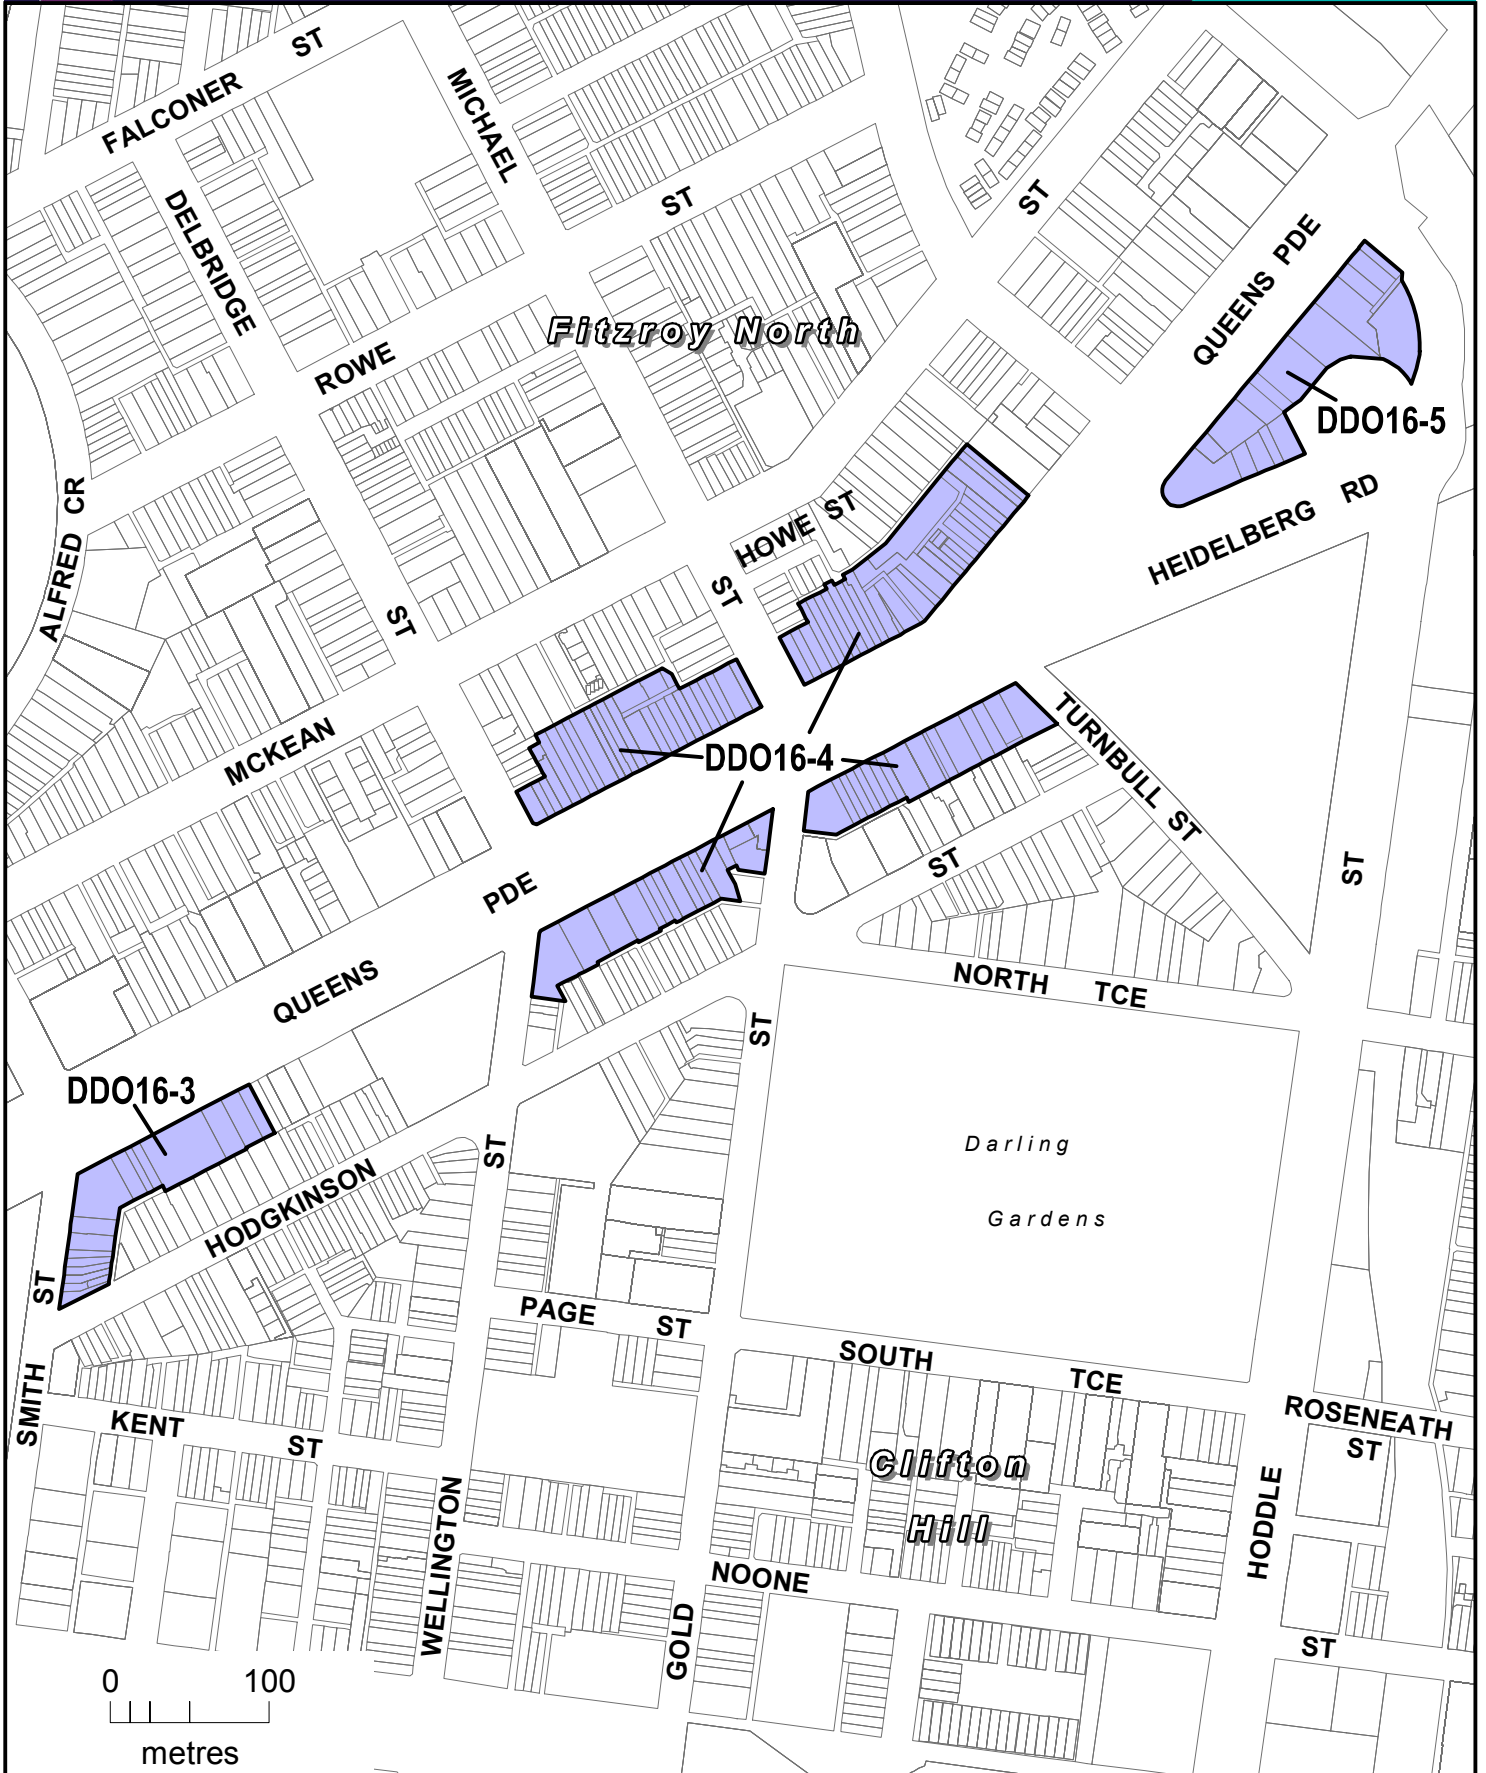 FALCONER ST
MICHAEL
ST
DELBRIDGE
ST
ST
QUEENS PDE
Fitzroy North
ROWE
DDO16-5
ALFRED CR
HOWE ST
HEIDELBERG RD
ST
ST
MCKEAN
DDO16-4
TURNBULL ST
ST
ST
PDE
QUEENS
NORTH TCE
ST
DDO16-3
Darling
Gardens
ST
HODGKINSON
ST
PAGE ST
SOUTH TCE
SMITH
KENT ST
ROSENEATH
ST
Clifton
Hill
WELLINGTON
HODDLE
NOONE
GOLD
ST
0 100
metres